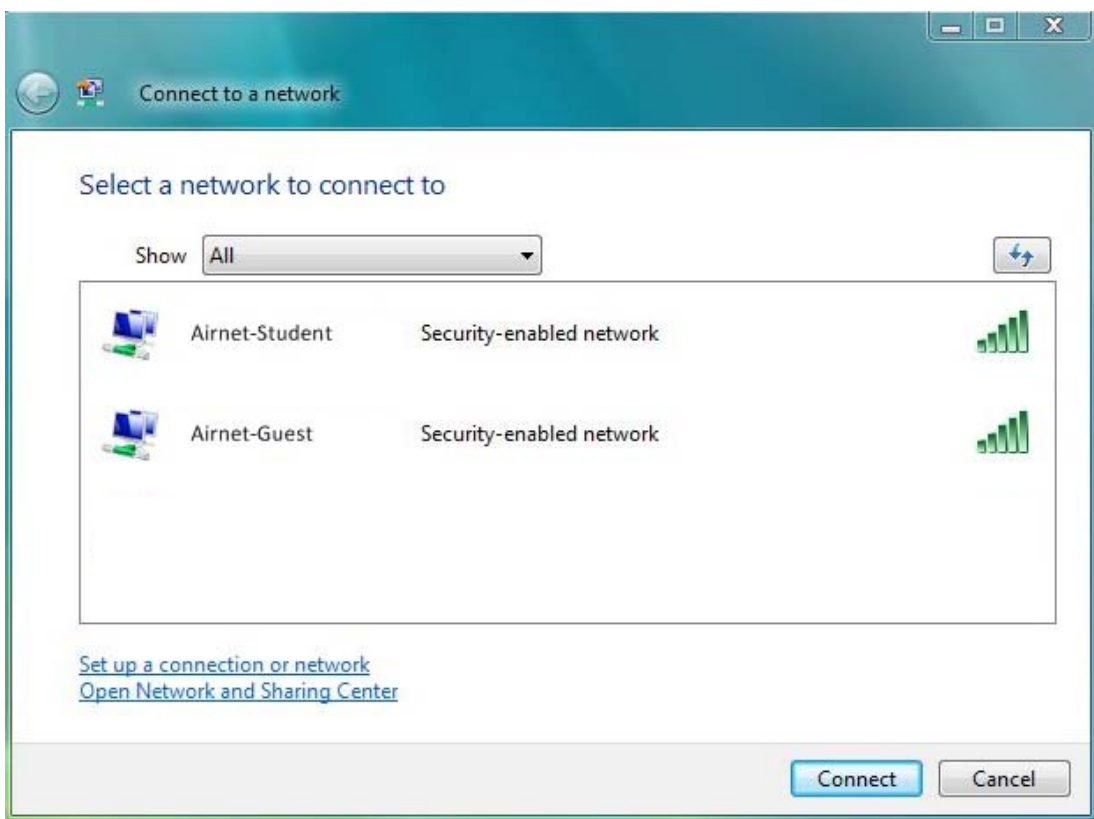 Connect to a network
Select a network to connect to
Show All
Airnet-Student Security-enabled network
Airnet-Guest Security-enabled network
Set up a connection or network
Open Network and Sharing Center
Connect Cancel